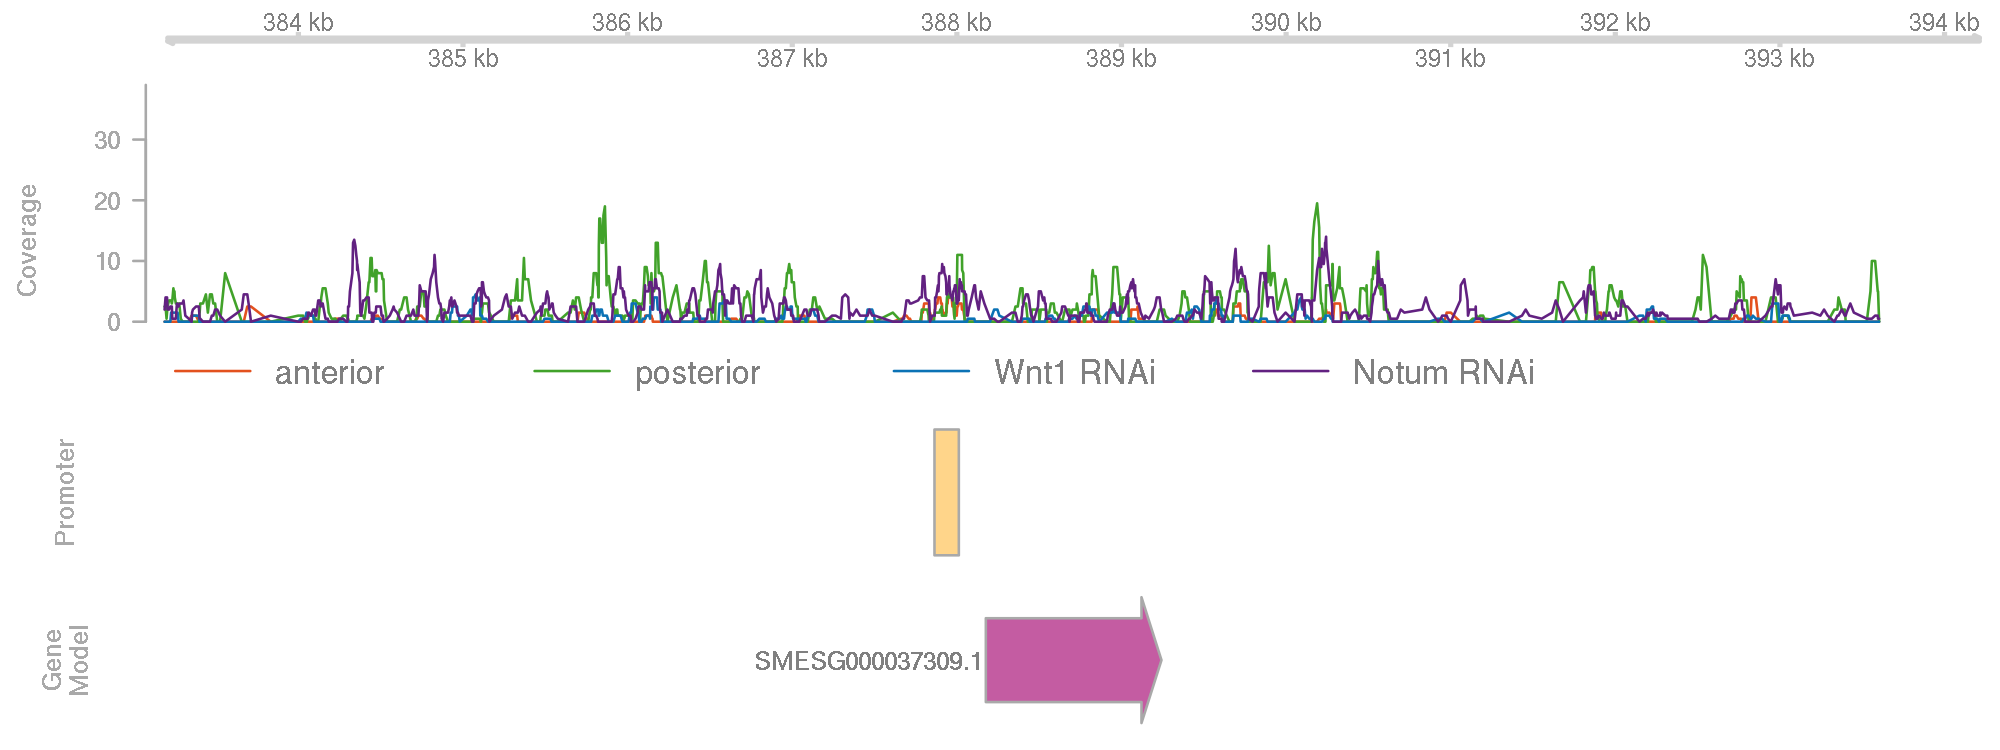 384 kb 386 kb 388 kb 390 kb 392 kb 394 kb
385 kb 387 kb 389 kb 391 kb 393 kb
Coverage
30
20
10
0
anterior posterior Wnt1 RNAi Notum RNAi
Promoter
0
Gene
Model
SMESG000037309.1